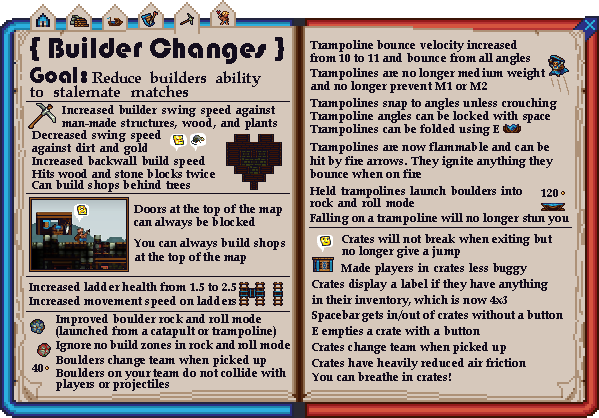 { Builder Changes }
Goal: Reduce builders ability
to stalemate matches
Increased builder swing speed against
man-made structures, wood, and plants
Decreased swing speed
against dirt and gold
Increased backwall build speed
Hits wood and stone blocks twice
Can build shops behind trees
Doors at the top of the map
can always be blocked
You can always build shops
at the top of the map
Increased ladder health from 1.5 to 2.5
Increased movement speed on ladders
Improved boulder rock and roll mode
(launched from a catapult or trampoline)
Ignore no build zones in rock and roll mode
Boulders change team when picked up
40°
Boulders on your team do not collide with
players or projectiles
Trampoline bounce velocity increased
from 10 to 11 and bounce from all angles
Trampolines are no longer medium weight
and no longer prevent M1 or M2
Trampolines snap to angles unless crouching
Trampoline angles can be locked with space
Trampolines can be folded using E
Trampolines are now flammable and can be
hit by fire arrows. They ignite anything they
bounce when on fire
Held trampolines launch boulders into
rock and roll mode
120°
Falling on a trampoline will no longer stun you
Crates will not break when exiting but
no longer give a jump
Made players in crates less buggy
Crates display a label if they have anything
in their inventory, which is now 4x3
Spacebar gets in/out of crates without a button
E empties a crate with a button
Crates change team when picked up
Crates have heavily reduced air friction
You can breathe in crates!